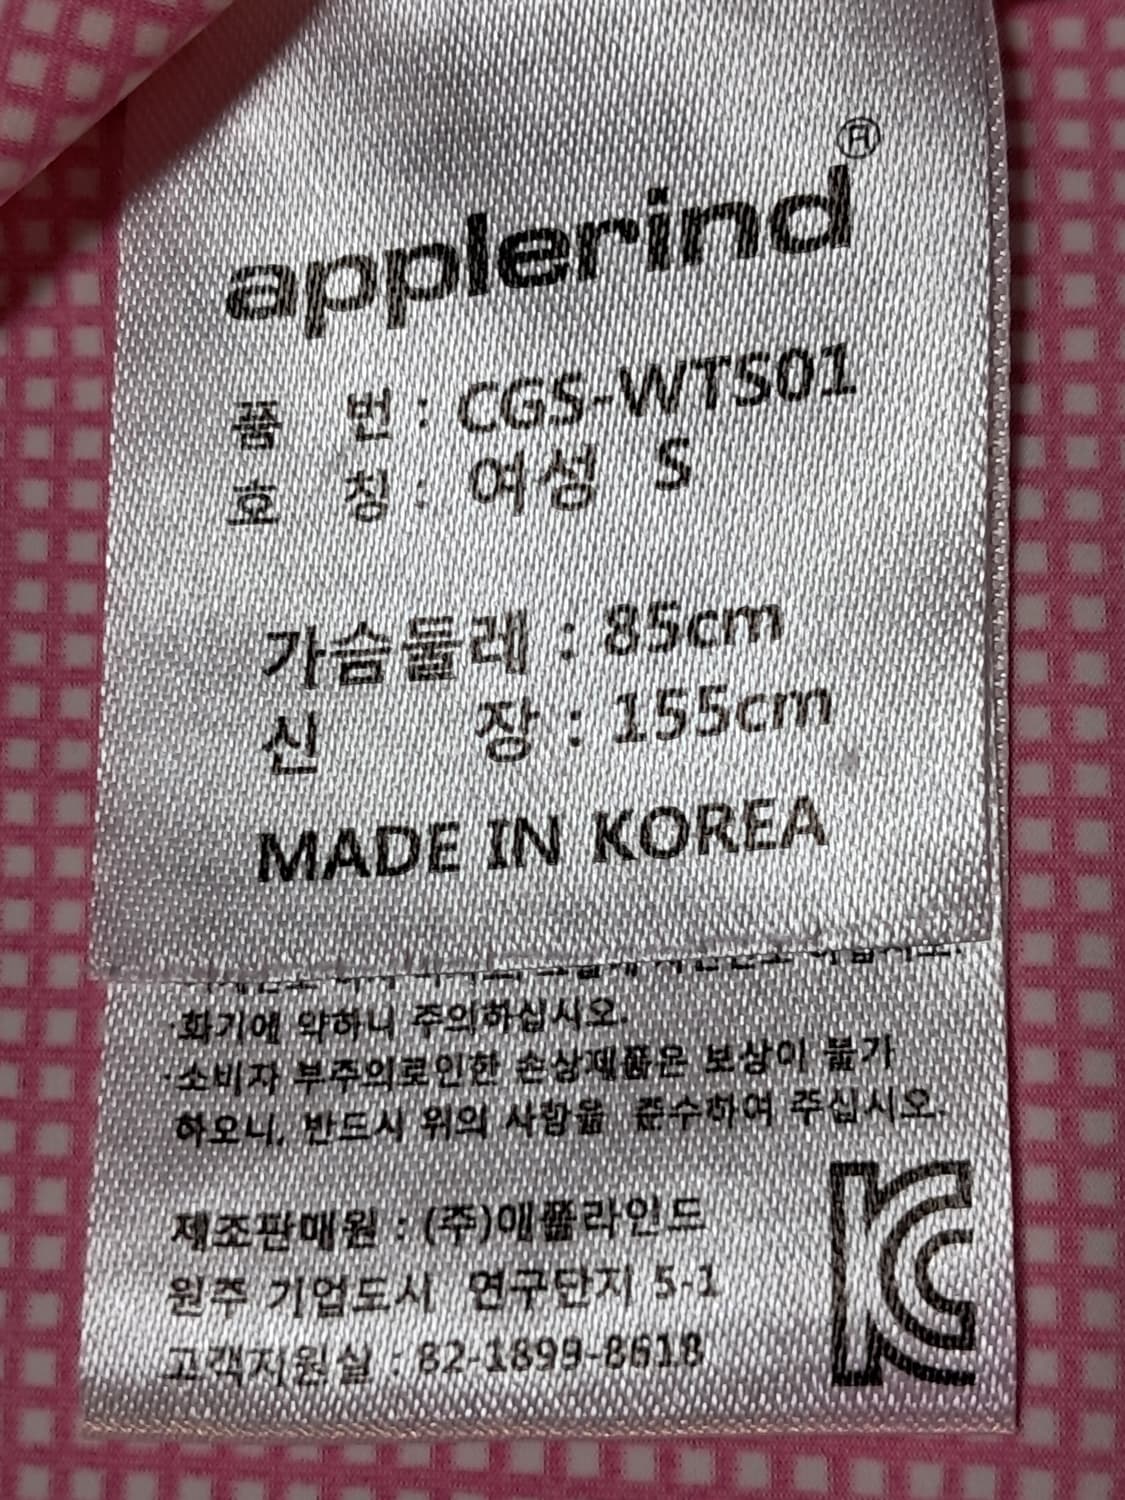 applerind®
품 번 : CGS-WTS01
호 칭 : 여성 S
가슴둘레 : 85cm
신 장 : 155cm
MADE IN KOREA
·화기에 약하니 주의하십시오.
·소비자 부주의로인한 손상제품은 보상이 불가
하오니, 반드시 위의 사항을 준수하여 주십시오.
제조판매원 : (주)애플라인드
원주 기업도시 연구단지 5-1
고객지원실 : 82-1899-8618
KC